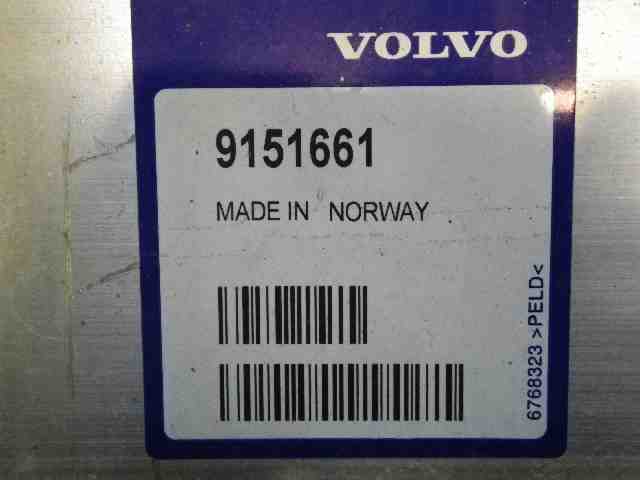 VOLVO
9151661
MADE IN NORWAY
6768323 >PELD<